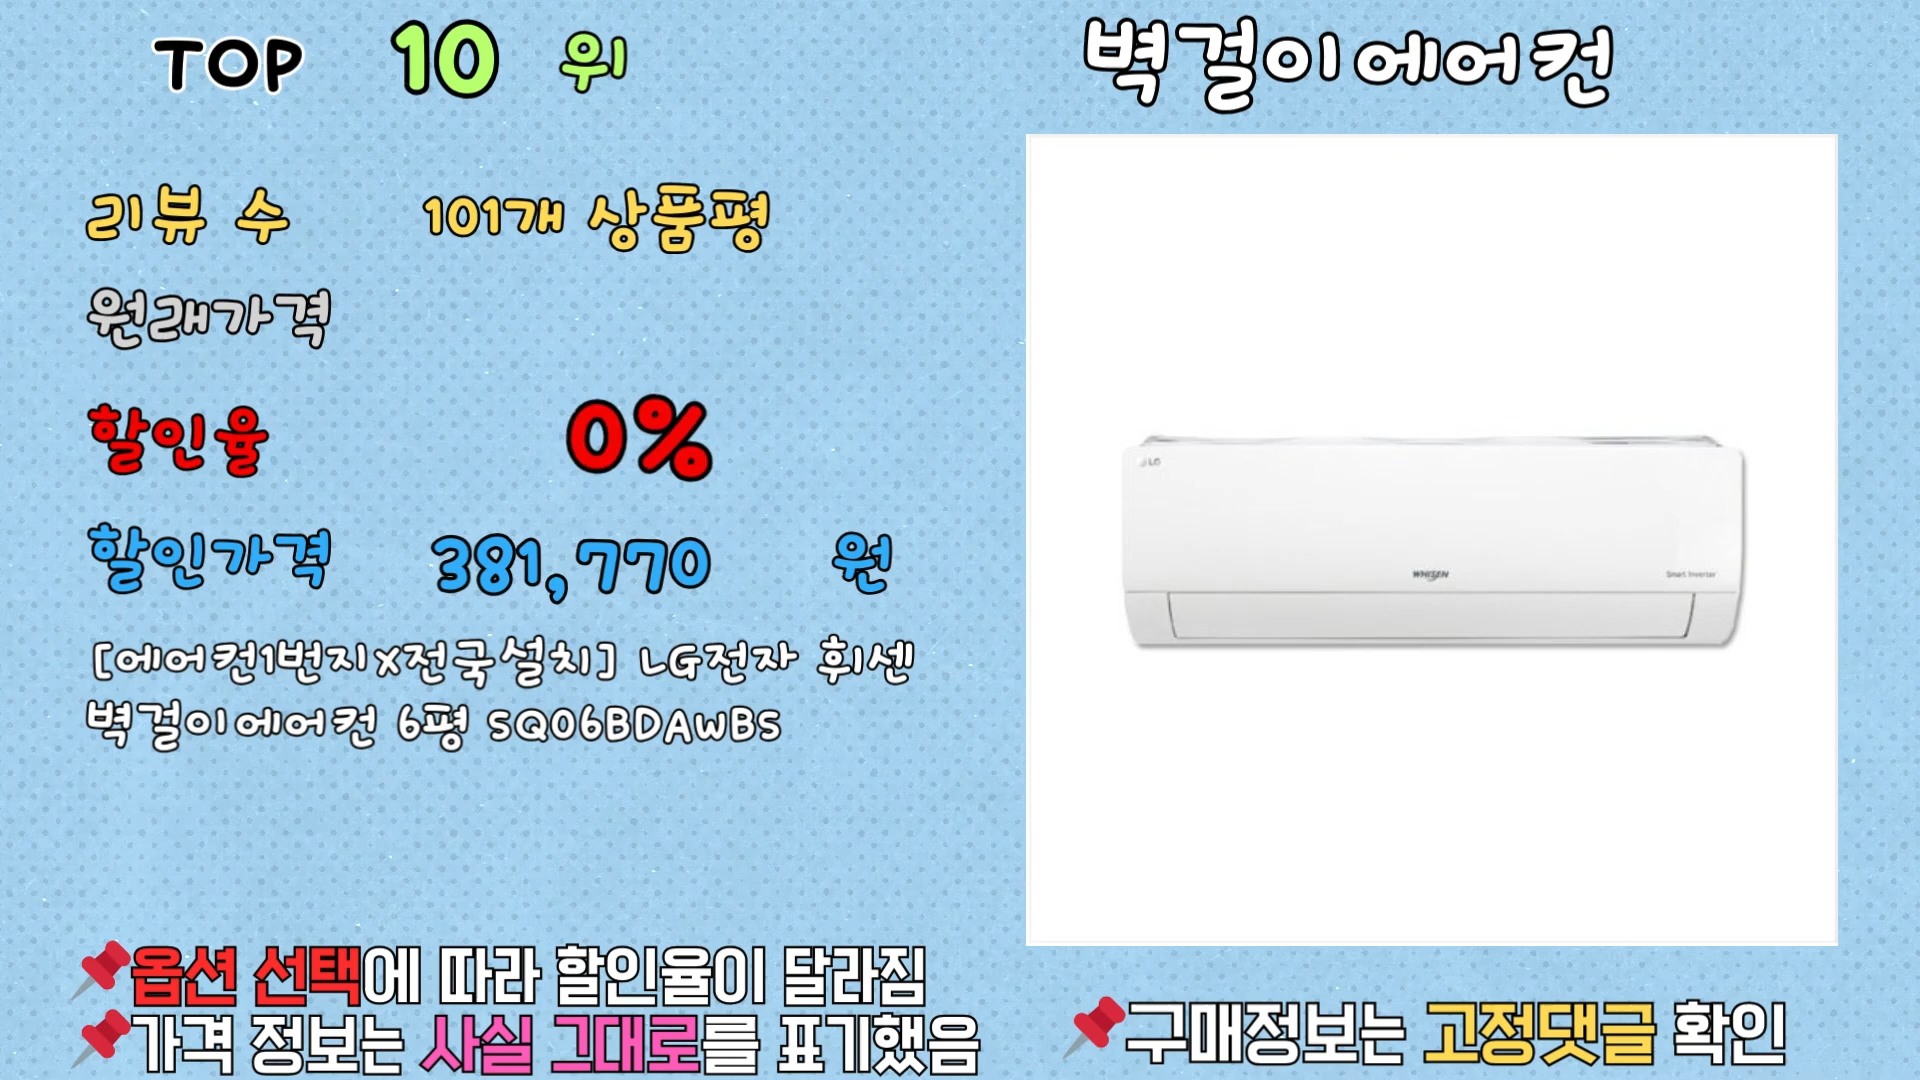 TOP 10 위
벽걸이에어컨
리뷰 수 101개 상품평
원래가격
할인율 0%
할인가격 381,770 원
[에어컨1번지X전국설치] LG전자 휘센
벽걸이에어컨 6평 SQ06BDAWBS
LG
WHISEN
Smart Inverter
옵션 선택에 따라 할인율이 달라짐
가격 정보는 사실 그대로를 표기했음
구매정보는 고정댓글 확인